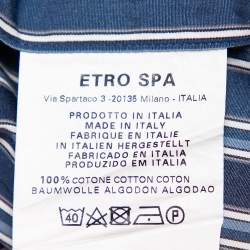 ETRO SPA
Via Spartaco 3 -20135 Milano - ITALIA
PRODOTTO IN ITALIA
MADE IN ITALY
FABRIQUE EN ITALIE
IN ITALIEN HERGESTELLT
FABRICADO EN ITALIA
PRODUZIDO EM ITALIA
100% COTONE COTTON COTON
BAUMWOLLE ALGODON ALGODAO
40 P